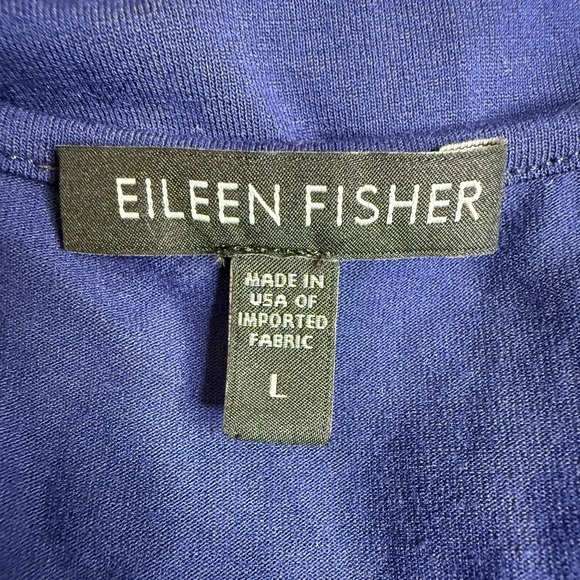 EILEEN FISHER
MADE IN
USA OF
IMPORTED
FABRIC
L